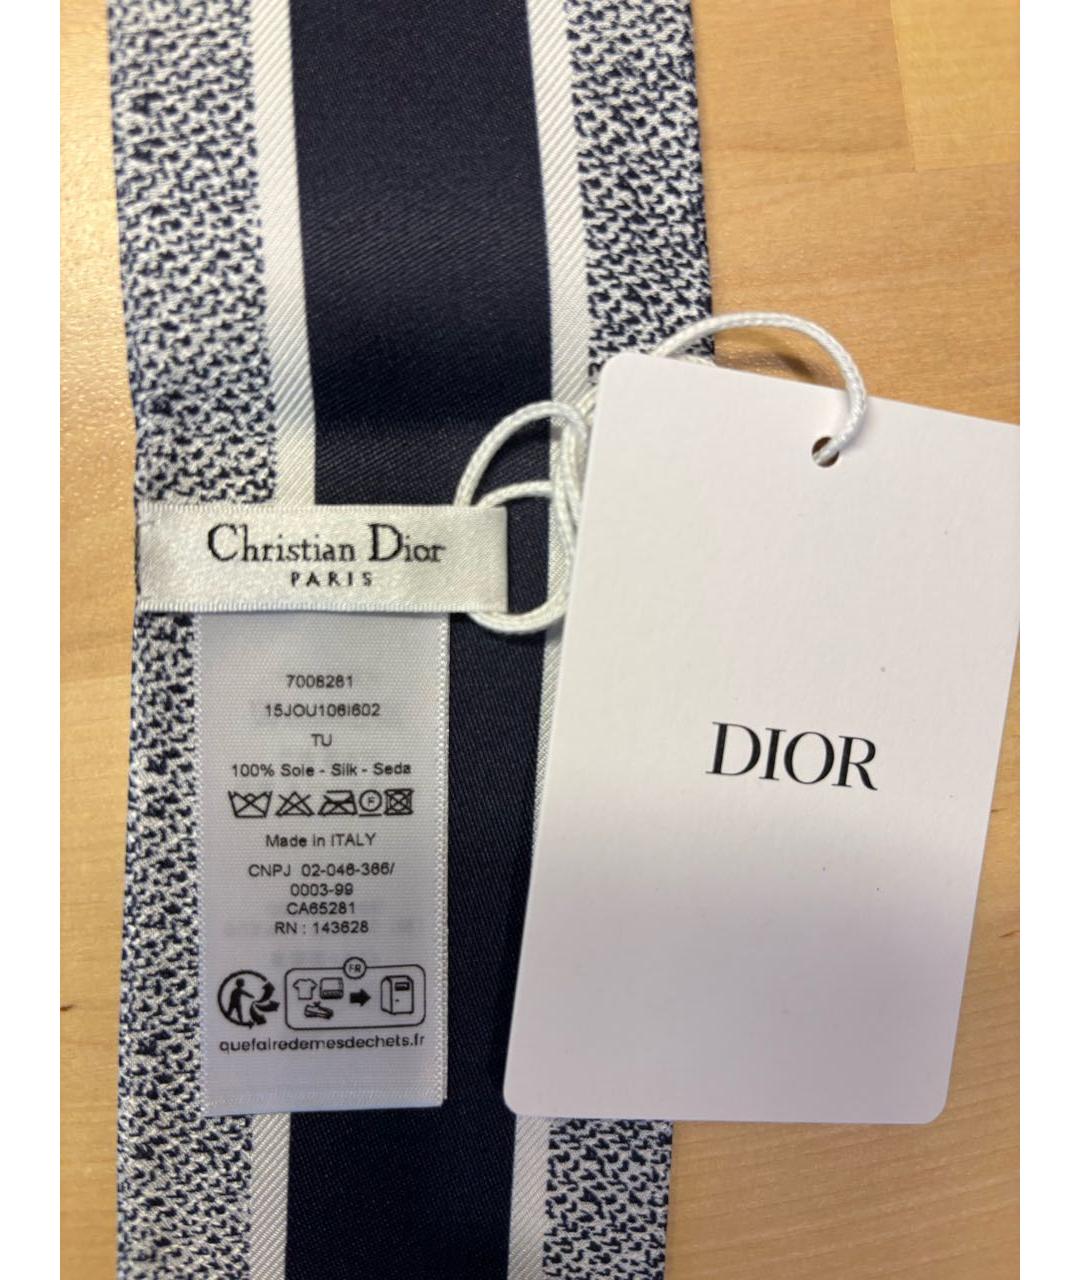 Christian Dior
PARIS
7008281
15JOU106I602
TU
100% Soie - Silk - Seda
F
Made in ITALY
CNPJ 02-046-366/
0003-99
CA65281
RN : 143628
FR
quefairedemesdechets.fr
DIOR